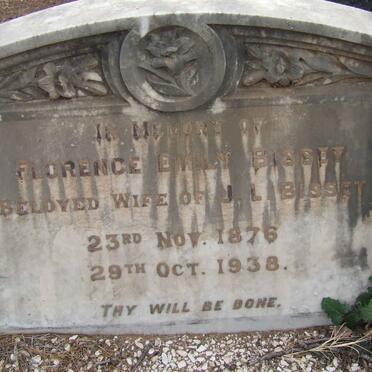 IN MEMORY OF
FLORENCE EMILY BISSET
BELOVED WIFE OF J. L. BISSET
23RD NOV. 1876
29TH OCT. 1938.
THY WILL BE DONE.